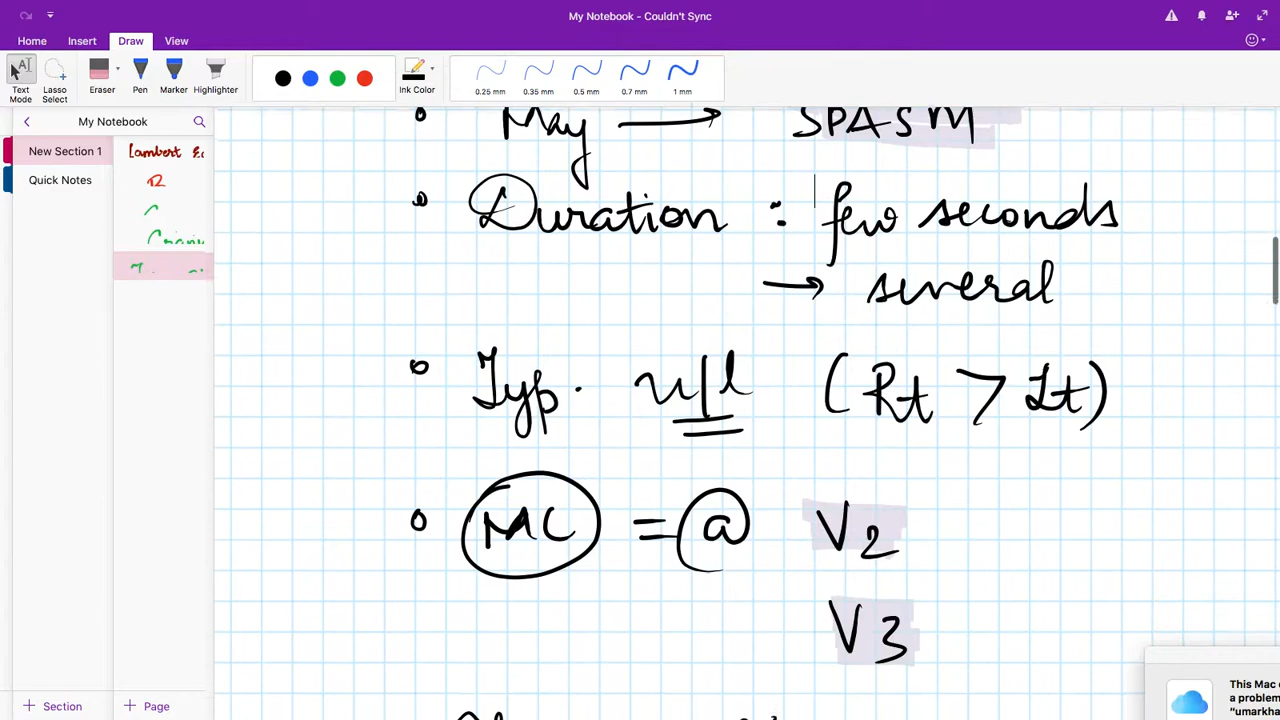 My Notebook - Couldn't Sync
Home Insert Draw View
Text Mode
Lasso Select
Eraser
Pen
Marker
Highlighter
Ink Color
0.25 mm 0.35 mm 0.5 mm 0.7 mm 1 mm
My Notebook
New Section 1
Quick Notes
Lambert
May → SPASM
Duration : few seconds
→ several
Typ. u/l (Rt > Lt)
MC = @ V2
V3
+ Section + Page
This Mac
a problem
"umarkha